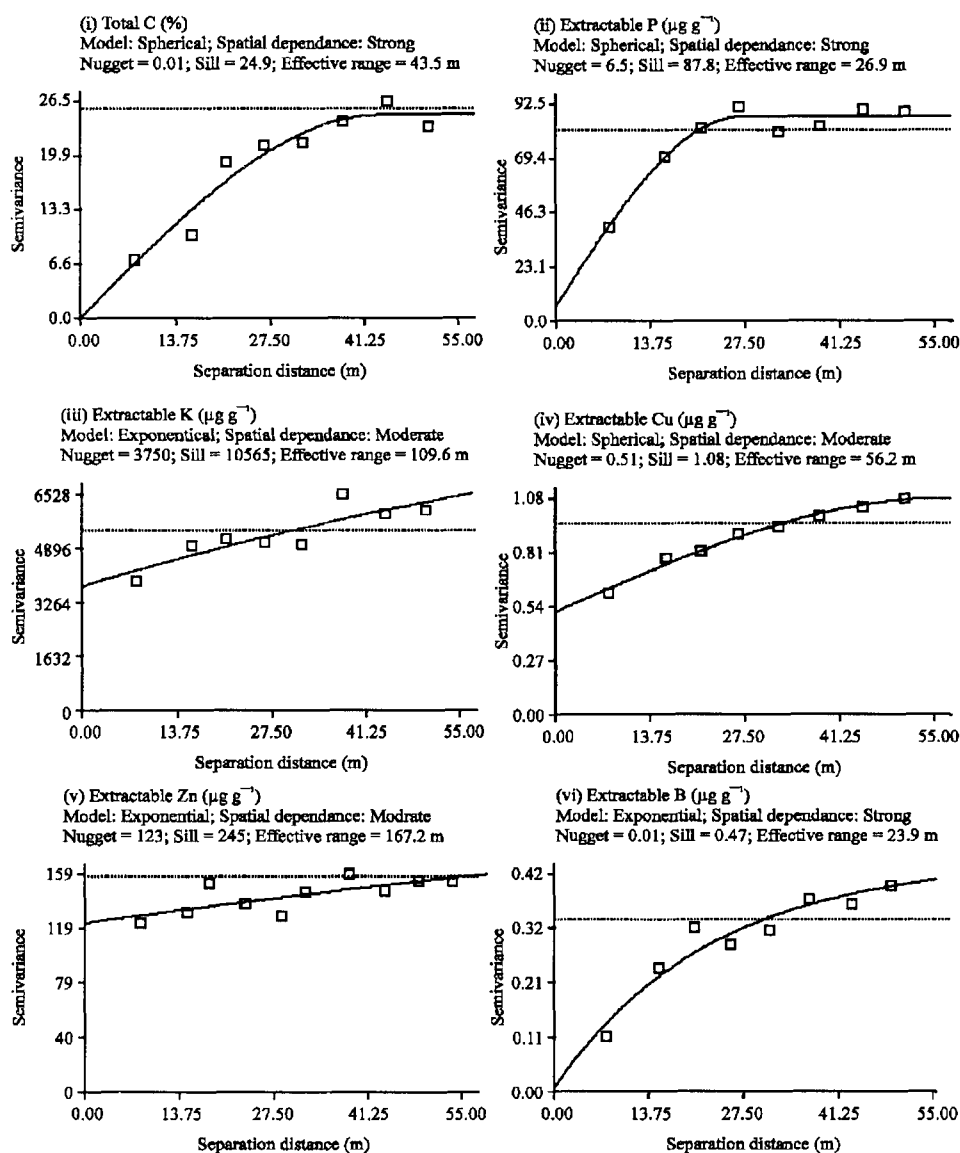 (i) Total C (%)
Model: Spherical; Spatial dependance: Strong
Nugget = 0.01; Sill = 24.9; Effective range = 43.5 m
26.5
19.9
13.3
6.6
0.0
Semivariance
0.00 13.75 27.50 41.25 55.00
Separation distance (m)
(ii) Extractable P (μg g⁻¹)
Model: Spherical; Spatial dependance: Strong
Nugget = 6.5; Sill = 87.8; Effective range = 26.9 m
92.5
69.4
46.3
23.1
0.0
Semivariance
0.00 13.75 27.50 41.25 55.00
Separation distance (m)
(iii) Extractable K (μg g⁻¹)
Model: Exponentical; Spatial dependance: Moderate
Nugget = 3750; Sill = 10565; Effective range = 109.6 m
6528
4896
3264
1632
0
Semivariance
0.00 13.75 27.50 41.25 55.00
Separation distance (m)
(iv) Extractable Cu (μg g⁻¹)
Model: Spherical; Spatial dependance: Moderate
Nugget = 0.51; Sill = 1.08; Effective range = 56.2 m
1.08
0.81
0.54
0.27
0.00
Semivariance
0.00 13.75 27.50 41.25 55.00
Separation distance (m)
(v) Extractable Zn (μg g⁻¹)
Model: Exponential; Spatial dependance: Modrate
Nugget = 123; Sill = 245; Effective range = 167.2 m
159
119
79
40
0
Semivariance
0.00 13.75 27.50 41.25 55.00
Separation distance (m)
(vi) Extractable B (μg g⁻¹)
Model: Exponential; Spatial dependance: Strong
Nugget = 0.01; Sill = 0.47; Effective range = 23.9 m
0.42
0.32
0.21
0.11
0.00
Semivariance
0.00 13.75 27.50 41.25 55.00
Separation distance (m)